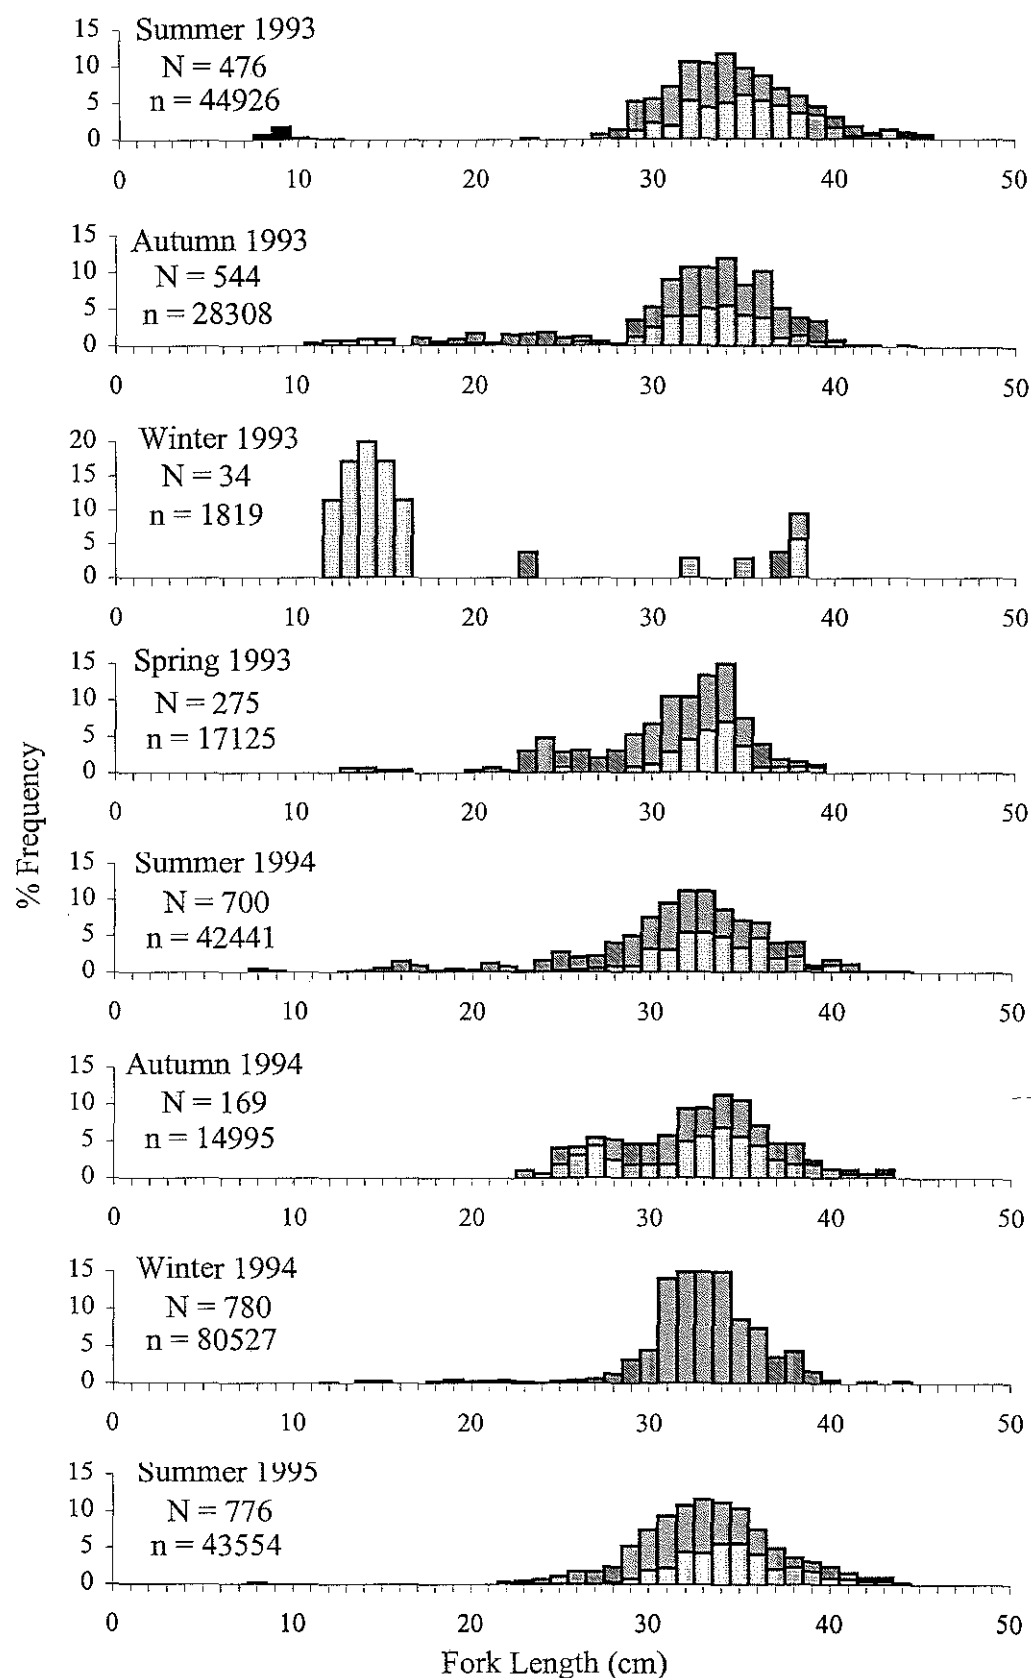 15
Summer 1993
N = 476
10
n = 44926
5
0
0 10 20 30 40 50
15
Autumn 1993
N = 544
10
n = 28308
5
0
0 10 20 30 40 50
20
Winter 1993
15
N = 34
10
n = 1819
5
0
0 10 20 30 40 50
15
Spring 1993
N = 275
10
n = 17125
5
0
0 10 20 30 40 50
% Frequency
15
Summer 1994
N = 700
10
n = 42441
5
0
0 10 20 30 40 50
15
Autumn 1994
N = 169
10
n = 14995
5
0
0 10 20 30 40 50
15
Winter 1994
N = 780
10
n = 80527
5
0
0 10 20 30 40 50
15
Summer 1995
N = 776
10
n = 43554
5
0
0 10 20 30 40 50
Fork Length (cm)